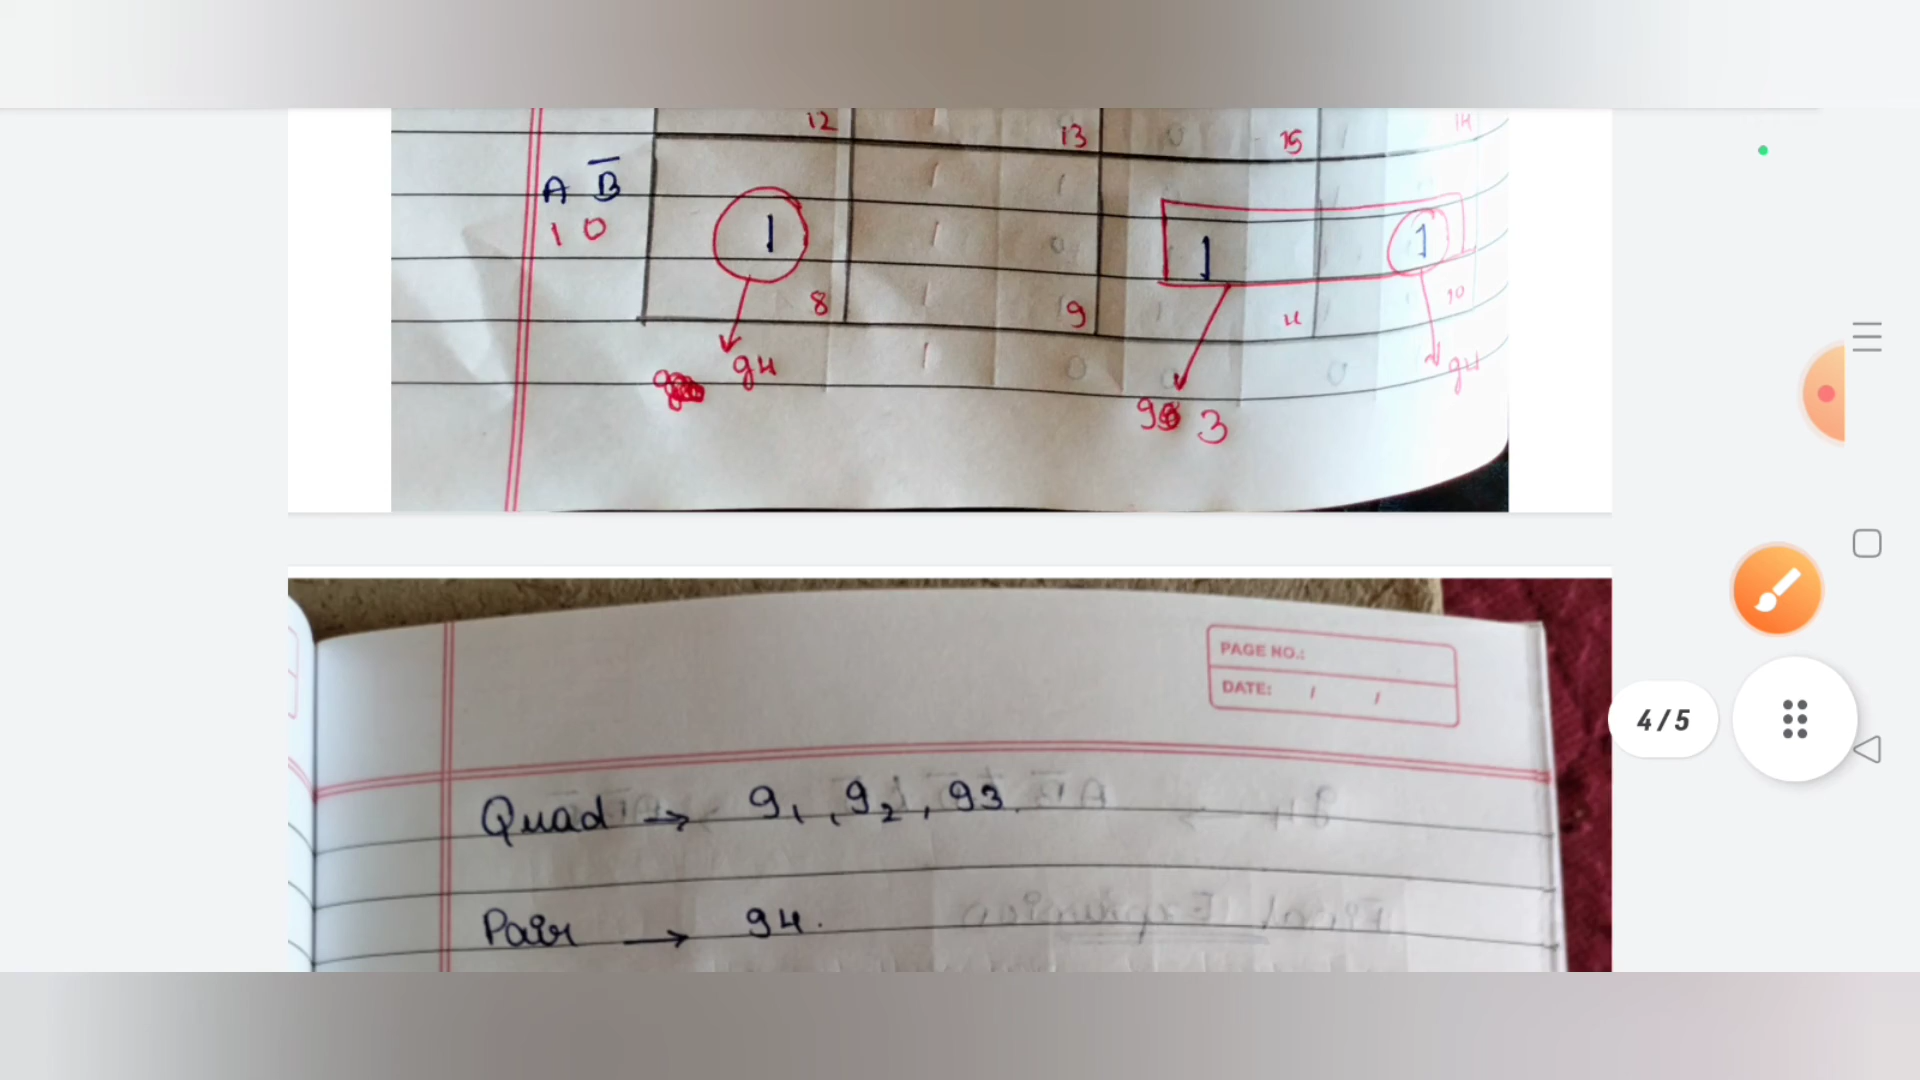 12 13 15 14
A B̅
1 0
1 1 1
8 9 11 10
g4 g4
g 3
PAGE NO.:
DATE: / /
4/5
Quad → g1, g2, g3.
Pair → g4.